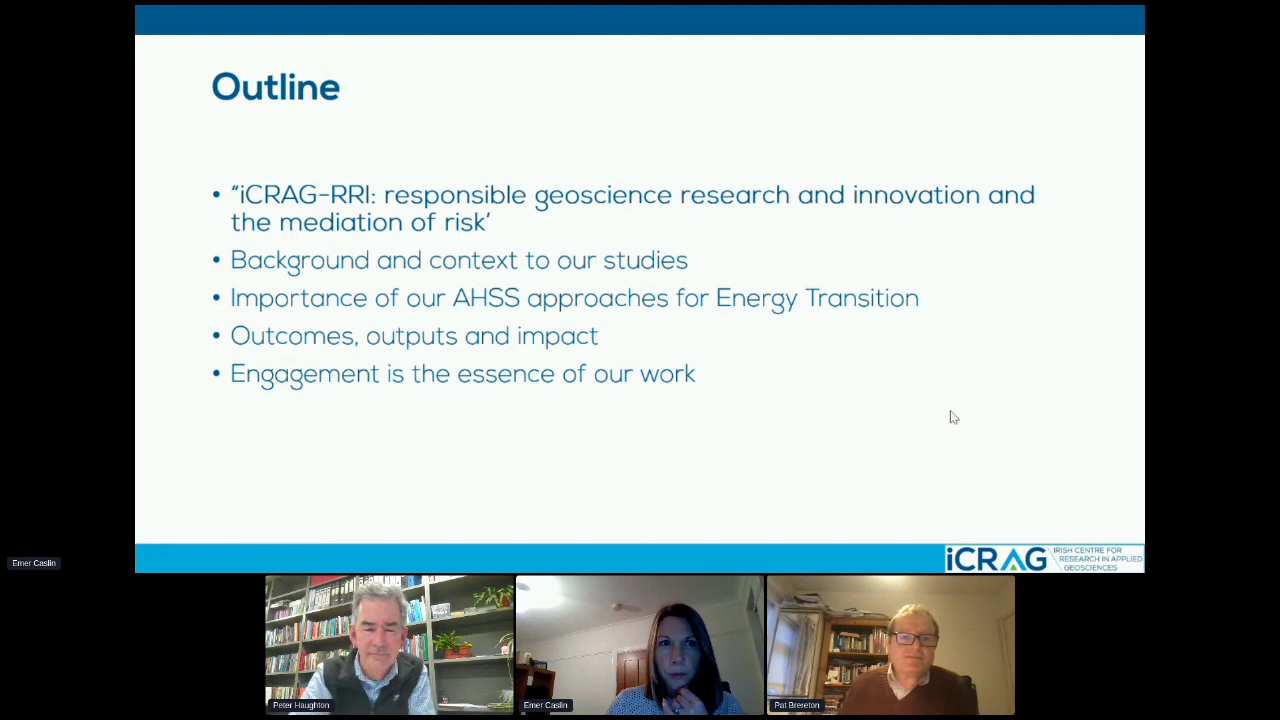 Outline
• “iCRAG-RRI: responsible geoscience research and innovation and
the mediation of risk’
• Background and context to our studies
• Importance of our AHSS approaches for Energy Transition
• Outcomes, outputs and impact
• Engagement is the essence of our work
iCRAG
IRISH CENTRE FOR
RESEARCH IN APPLIED
GEOSCIENCES
Emer Caslin
Peter Haughton
Emer Caslin
Pat Brereton